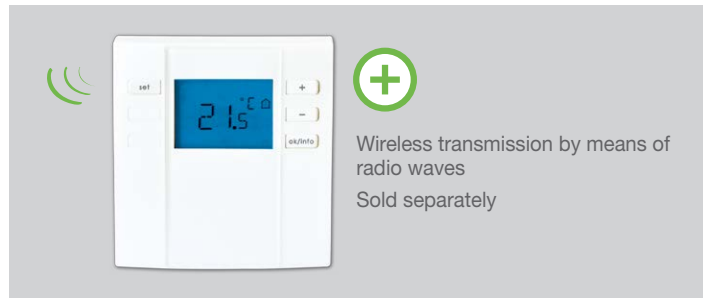 set
+
21.5 °C
-
ok/info
+
Wireless transmission by means of
radio waves
Sold separately